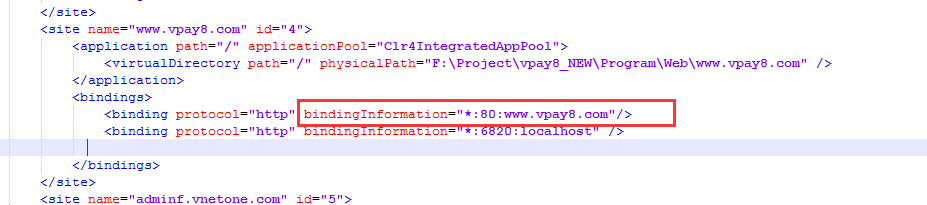 </site>
<site name="www.vpay8.com" id="4">
<application path="/" applicationPool="Clr4IntegratedAppPool">
<virtualDirectory path="/" physicalPath="F:\Project\vpay8_NEW\Program\Web\www.vpay8.com" />
</application>
<bindings>
<binding protocol="http" bindingInformation="*:80:www.vpay8.com"/>
<binding protocol="http" bindingInformation="*:6820:localhost" />
</bindings>
</site>
<site name="adminf.vnetone.com" id="5">